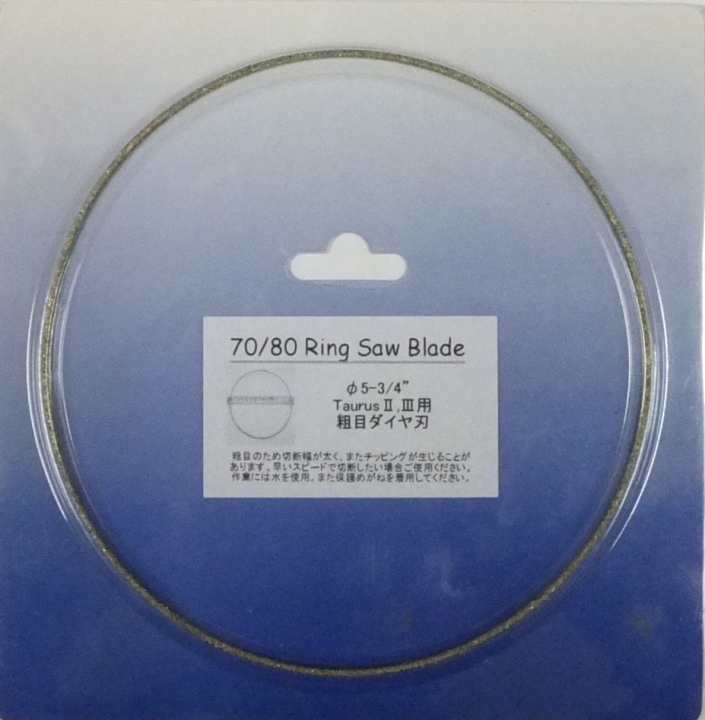 70/80 Ring Saw Blade
φ5-3/4"
TaurusⅡ,Ⅲ用
粗目ダイヤ刃
粗目のため切断幅が太く、またチッピングが生じることが
あります。早いスピードで切断したい場合ご使用ください。
作業には水を使用。また保護めがねを着用してください。